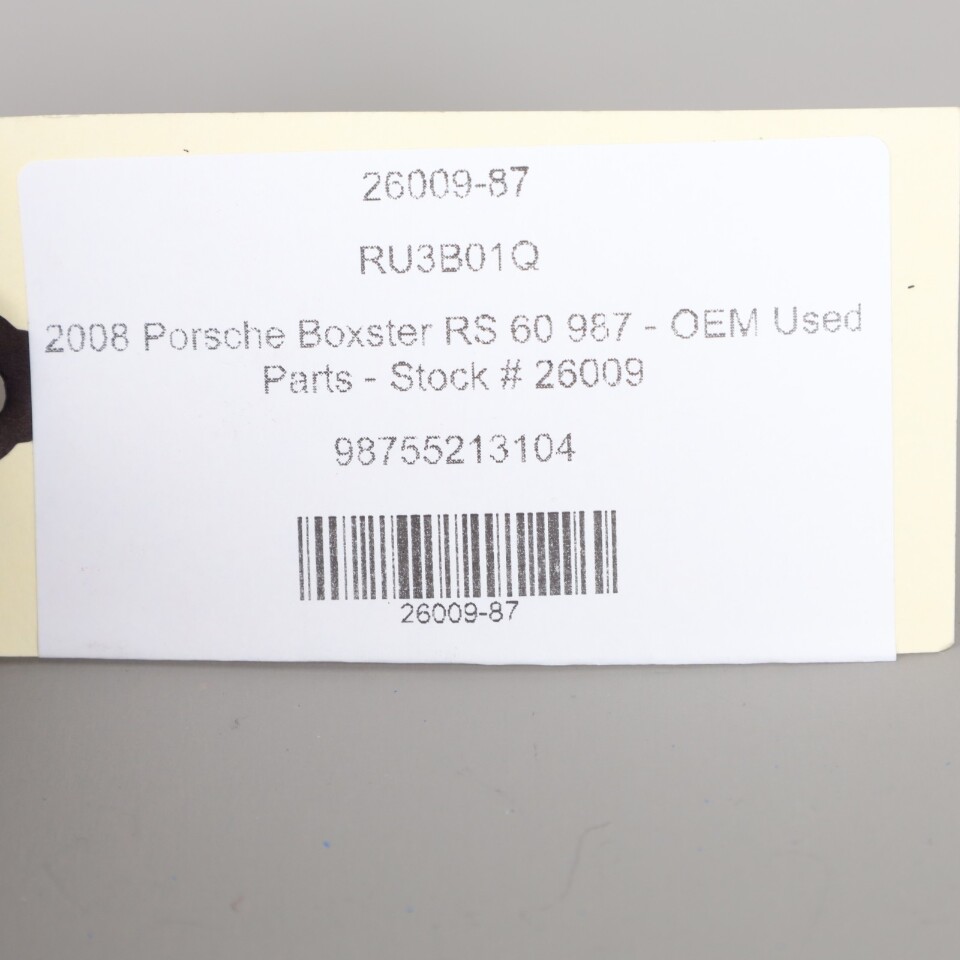 26009-87
RU3B01Q
2008 Porsche Boxster RS 60 987 - OEM Used
Parts - Stock # 26009
98755213104
26009-87